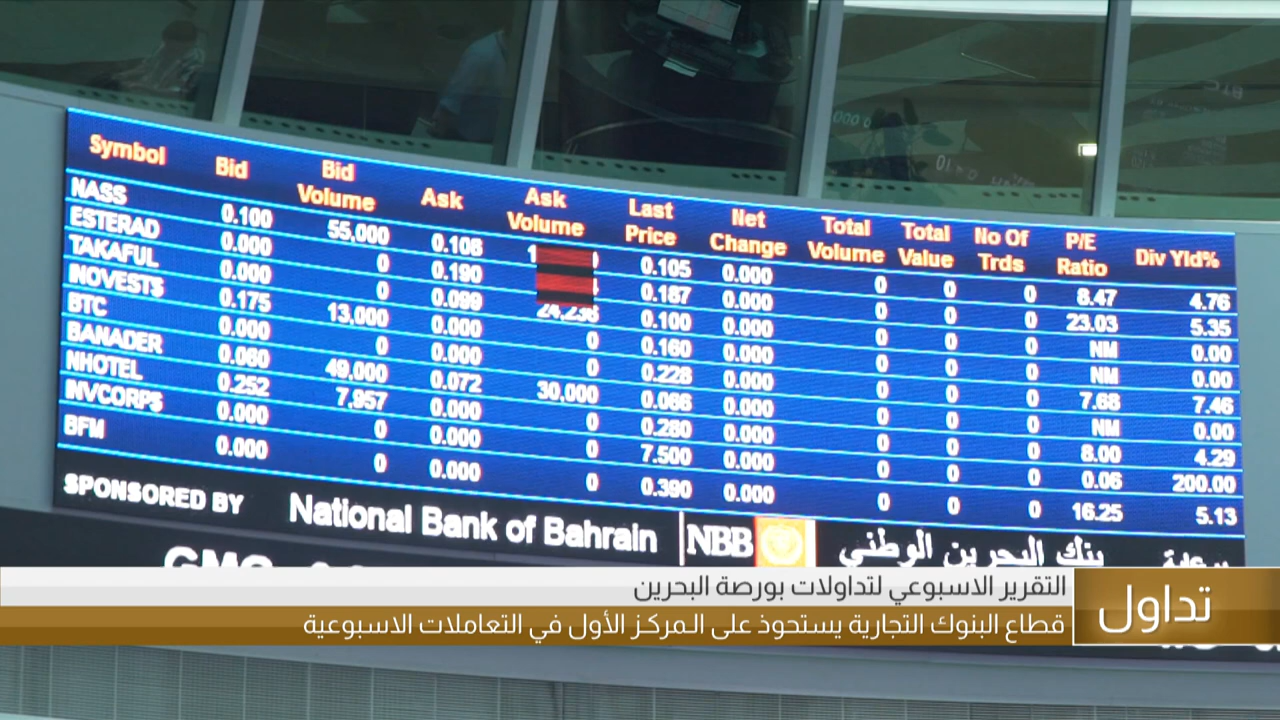 Symbol Bid Bid Volume Ask Ask Volume Last Price Net Change Total Volume Total Value No Of Trds P/E Ratio Div Yld%
NASS 0.100 55,000 0.106 0.105 0.000 0 0 0 8.47 4.76
ESTERAD 0.000 0 0.190 0.187 0.000 0 0 0 23.03 5.35
TAKAFUL 0.000 0 0.099 0.100 0.000 0 0 0 NM 0.00
INOVEST$ 0.175 13,000 0.000 0 0.160 0.000 0 0 0 NM 0.00
BTC 0.000 0 0.000 0 0.228 0.000 0 0 0 7.68 7.46
BANADER 0.060 49,000 0.072 30,000 0.066 0.000 0 0 0 NM 0.00
NHOTEL 0.252 7,957 0.000 0 0.280 0.000 0 0 0 8.00 4.29
INVCORP$ 0.000 0 0.000 0 7.500 0.000 0 0 0 0.06 200.00
BFM 0.000 0 0.000 0 0.390 0.000 0 0 0 16.25 5.13
SPONSORED BY National Bank of Bahrain NBB بنك البحرين الوطني
تداول
التقرير الاسبوعي لتداولات بورصة البحرين
قطاع البنوك التجارية يستحوذ على المركز الأول في التعاملات الاسبوعية